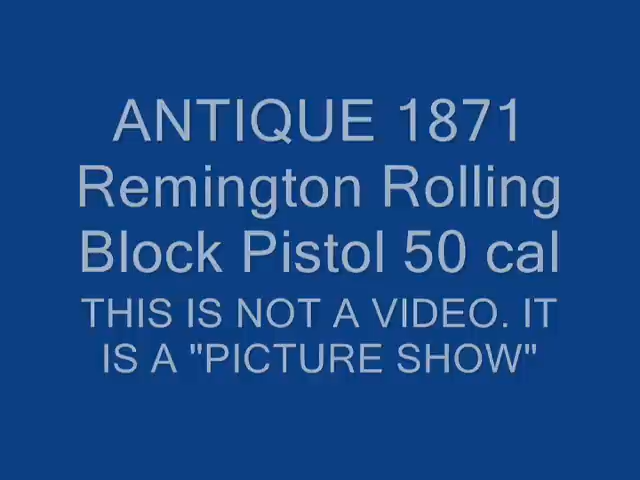 ANTIQUE 1871
Remington Rolling
Block Pistol 50 cal
THIS IS NOT A VIDEO. IT
IS A "PICTURE SHOW"